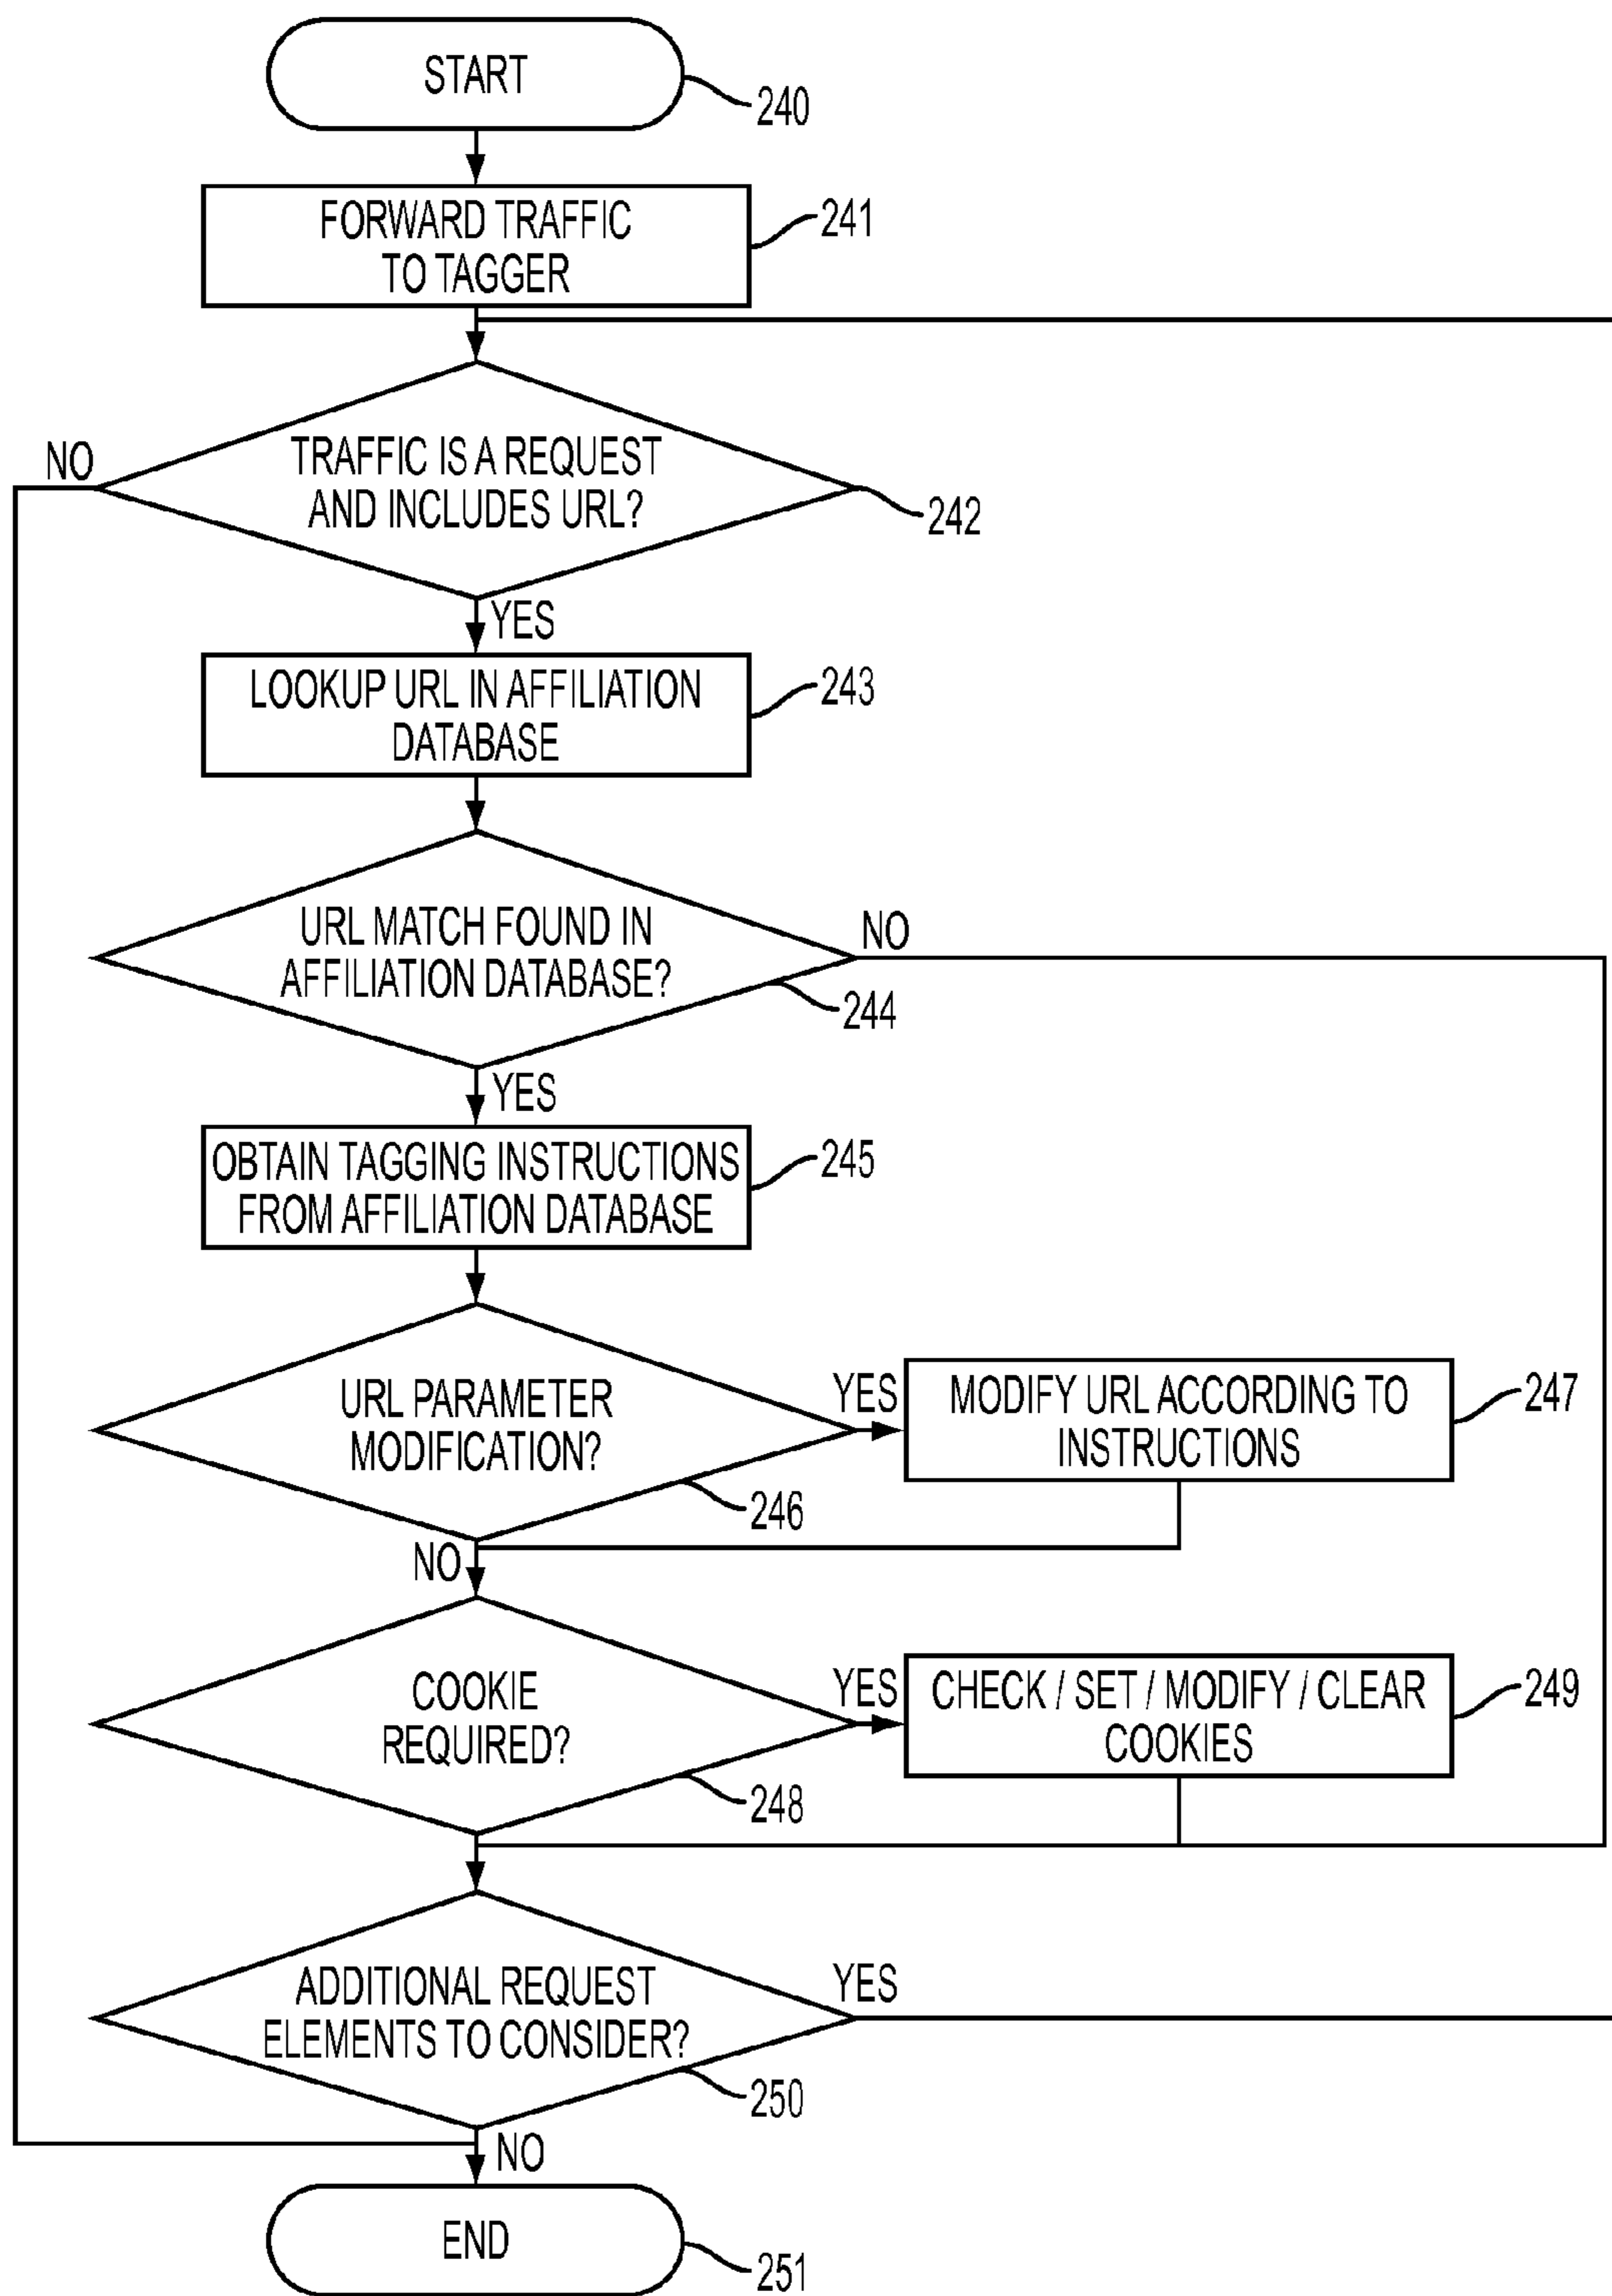 START
240
FORWARD TRAFFIC
TO TAGGER
241
NO
TRAFFIC IS A REQUEST
AND INCLUDES URL?
242
YES
LOOKUP URL IN AFFILIATION
DATABASE
243
URL MATCH FOUND IN
AFFILIATION DATABASE?
NO
244
YES
OBTAIN TAGGING INSTRUCTIONS
FROM AFFILIATION DATABASE
245
URL PARAMETER
MODIFICATION?
YES
246
MODIFY URL ACCORDING TO
INSTRUCTIONS
247
NO
COOKIE
REQUIRED?
YES
248
CHECK / SET / MODIFY / CLEAR
COOKIES
249
ADDITIONAL REQUEST
ELEMENTS TO CONSIDER?
YES
250
NO
END
251